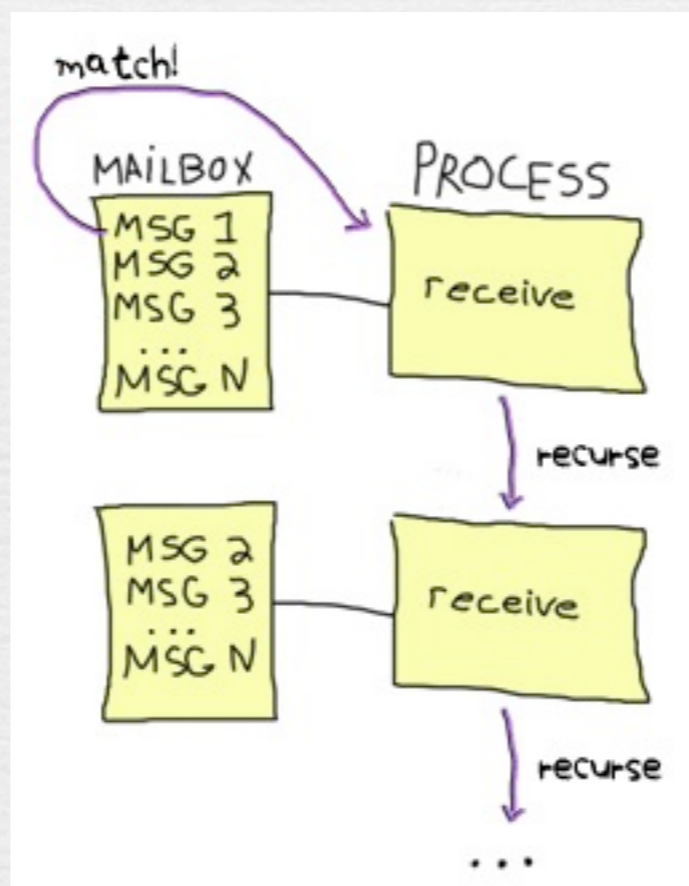 match!
MAILBOX
PROCESS
MSG 1
MSG 2
MSG 3
...
MSG N
receive
recurse
MSG 2
MSG 3
...
MSG N
receive
recurse
...